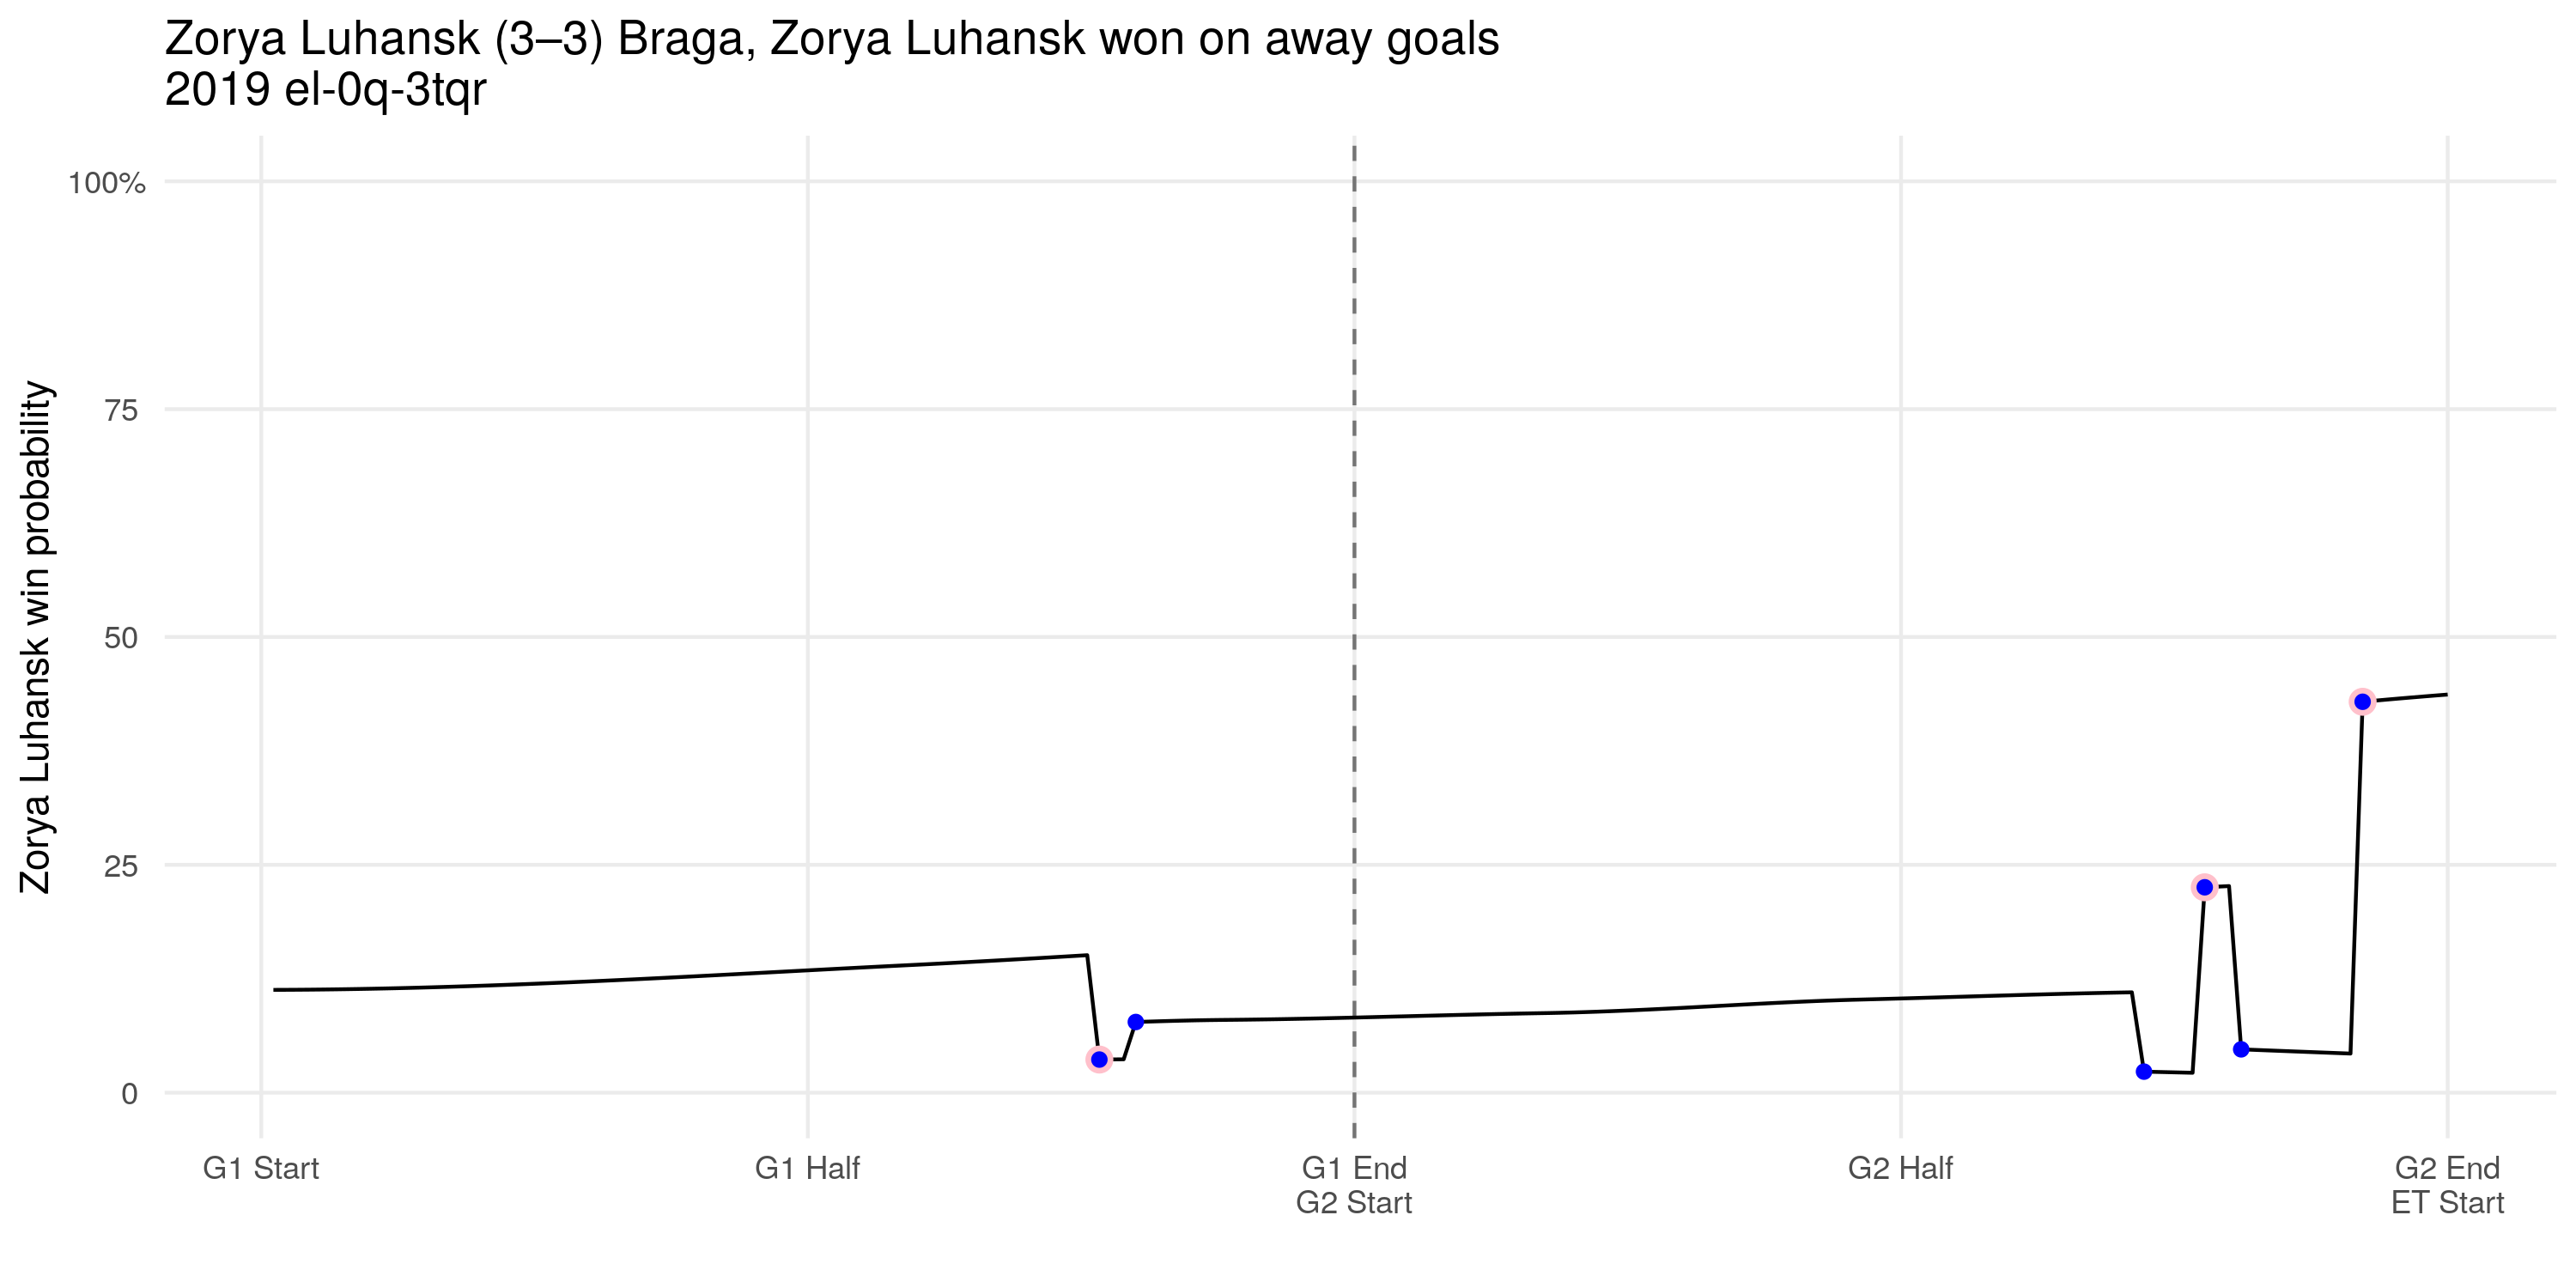 Zorya Luhansk (3–3) Braga, Zorya Luhansk won on away goals
2019 el-0q-3tqr
Zorya Luhansk win probability
100%
75
50
25
0
G1 Start
G1 Half
G1 End
G2 Start
G2 Half
G2 End
ET Start